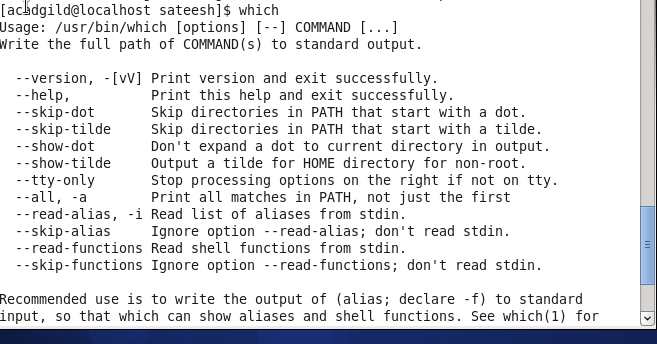 [acadgild@localhost sateesh]$ which
Usage: /usr/bin/which [options] [--] COMMAND [...]
Write the full path of COMMAND(s) to standard output.

  --version, -[vV] Print version and exit successfully.
  --help,          Print this help and exit successfully.
  --skip-dot       Skip directories in PATH that start with a dot.
  --skip-tilde     Skip directories in PATH that start with a tilde.
  --show-dot       Don't expand a dot to current directory in output.
  --show-tilde     Output a tilde for HOME directory for non-root.
  --tty-only       Stop processing options on the right if not on tty.
  --all, -a        Print all matches in PATH, not just the first
  --read-alias, -i Read list of aliases from stdin.
  --skip-alias     Ignore option --read-alias; don't read stdin.
  --read-functions Read shell functions from stdin.
  --skip-functions Ignore option --read-functions; don't read stdin.

Recommended use is to write the output of (alias; declare -f) to standard
input, so that which can show aliases and shell functions. See which(1) for